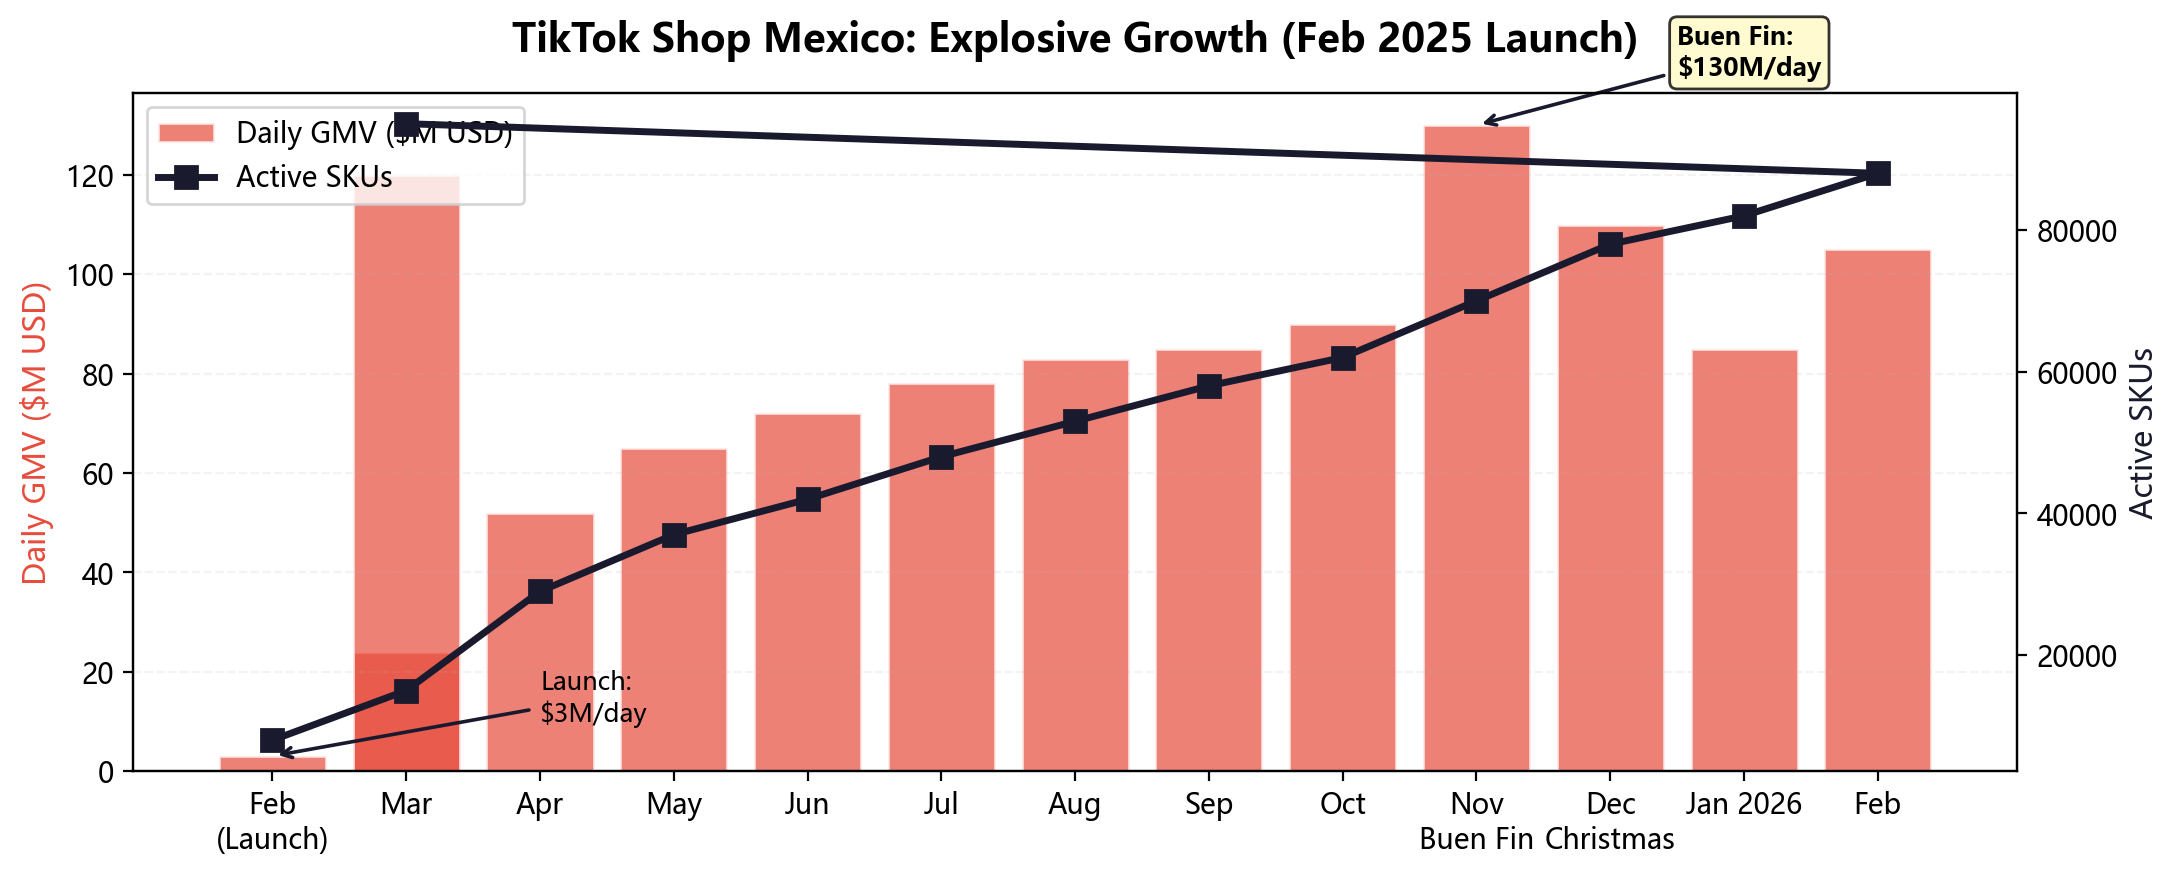 TikTok Shop Mexico: Explosive Growth (Feb 2025 Launch)
Buen Fin:
$130M/day
Daily GMV ($M USD)
Active SKUs
Daily GMV ($M USD)
120
100
80
60
40
20
0
80000
60000
40000
20000
Active SKUs
Launch:
$3M/day
Feb
(Launch)
Mar
Apr
May
Jun
Jul
Aug
Sep
Oct
Nov
Buen Fin
Dec
Christmas
Jan 2026
Feb